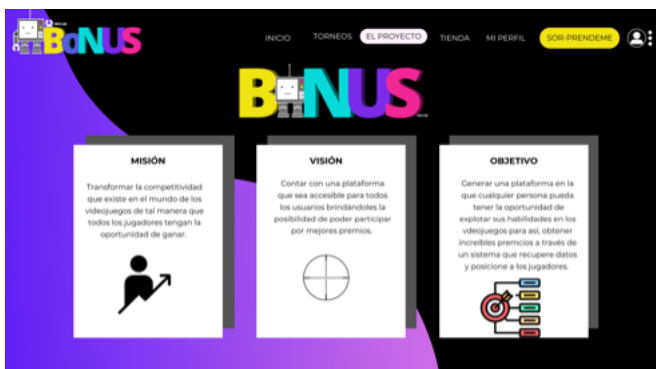 BoNUS
INICIO
TORNEOS
EL PROYECTO
TIENDA
MI PERFIL
SOR-PRENDEME
BONUS
MISIÓN
Transformar la competitividad
que existe en el mundo de los
videojuegos de tal manera que
todos los jugadores tengan la
oportunidad de ganar.
VISIÓN
Contar con una plataforma
que sea accesible para todos
los usuarios brindándoles la
posibilidad de poder participar
por mejores premios.
OBJETIVO
Generar una plataforma en la
que cualquier persona pueda
tener la oportunidad de
explotar sus habilidades en los
vdeojuegos para así, obtener
increíbles premcios a través de
un sistema que recupere datos
y posicione a los jugadores.